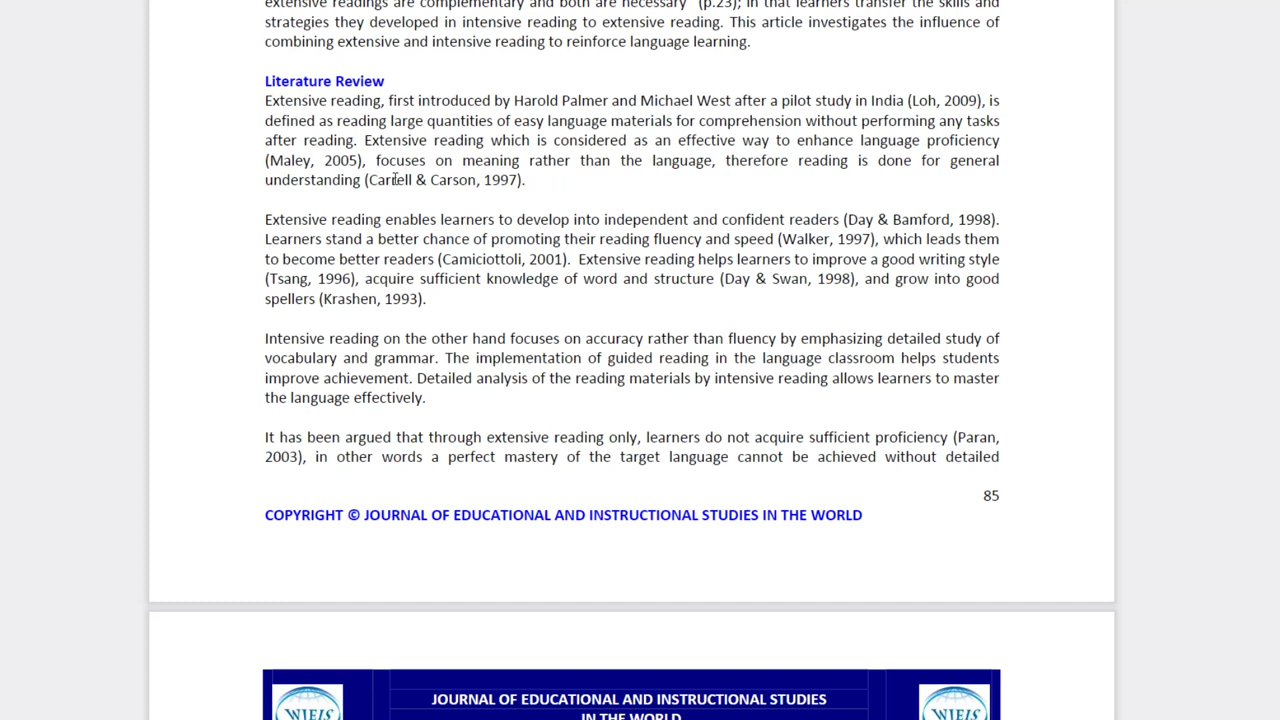 extensive readings are complementary and both are necessary" (p.23); in that learners transfer the skills and
strategies they developed in intensive reading to extensive reading. This article investigates the influence of
combining extensive and intensive reading to reinforce language learning.
Literature Review
Extensive reading, first introduced by Harold Palmer and Michael West after a pilot study in India (Loh, 2009), is
defined as reading large quantities of easy language materials for comprehension without performing any tasks
after reading. Extensive reading which is considered as an effective way to enhance language proficiency
(Maley, 2005), focuses on meaning rather than the language, therefore reading is done for general
understanding (Carrell & Carson, 1997).
Extensive reading enables learners to develop into independent and confident readers (Day & Bamford, 1998).
Learners stand a better chance of promoting their reading fluency and speed (Walker, 1997), which leads them
to become better readers (Camiciottoli, 2001).  Extensive reading helps learners to improve a good writing style
(Tsang, 1996), acquire sufficient knowledge of word and structure (Day & Swan, 1998), and grow into good
spellers (Krashen, 1993).
Intensive reading on the other hand focuses on accuracy rather than fluency by emphasizing detailed study of
vocabulary and grammar. The implementation of guided reading in the language classroom helps students
improve achievement. Detailed analysis of the reading materials by intensive reading allows learners to master
the language effectively.
It has been argued that through extensive reading only, learners do not acquire sufficient proficiency (Paran,
2003), in other words a perfect mastery of the target language cannot be achieved without detailed
85
COPYRIGHT © JOURNAL OF EDUCATIONAL AND INSTRUCTIONAL STUDIES IN THE WORLD
JOURNAL OF EDUCATIONAL AND INSTRUCTIONAL STUDIES
IN THE WORLD
WJEIS
WJEIS